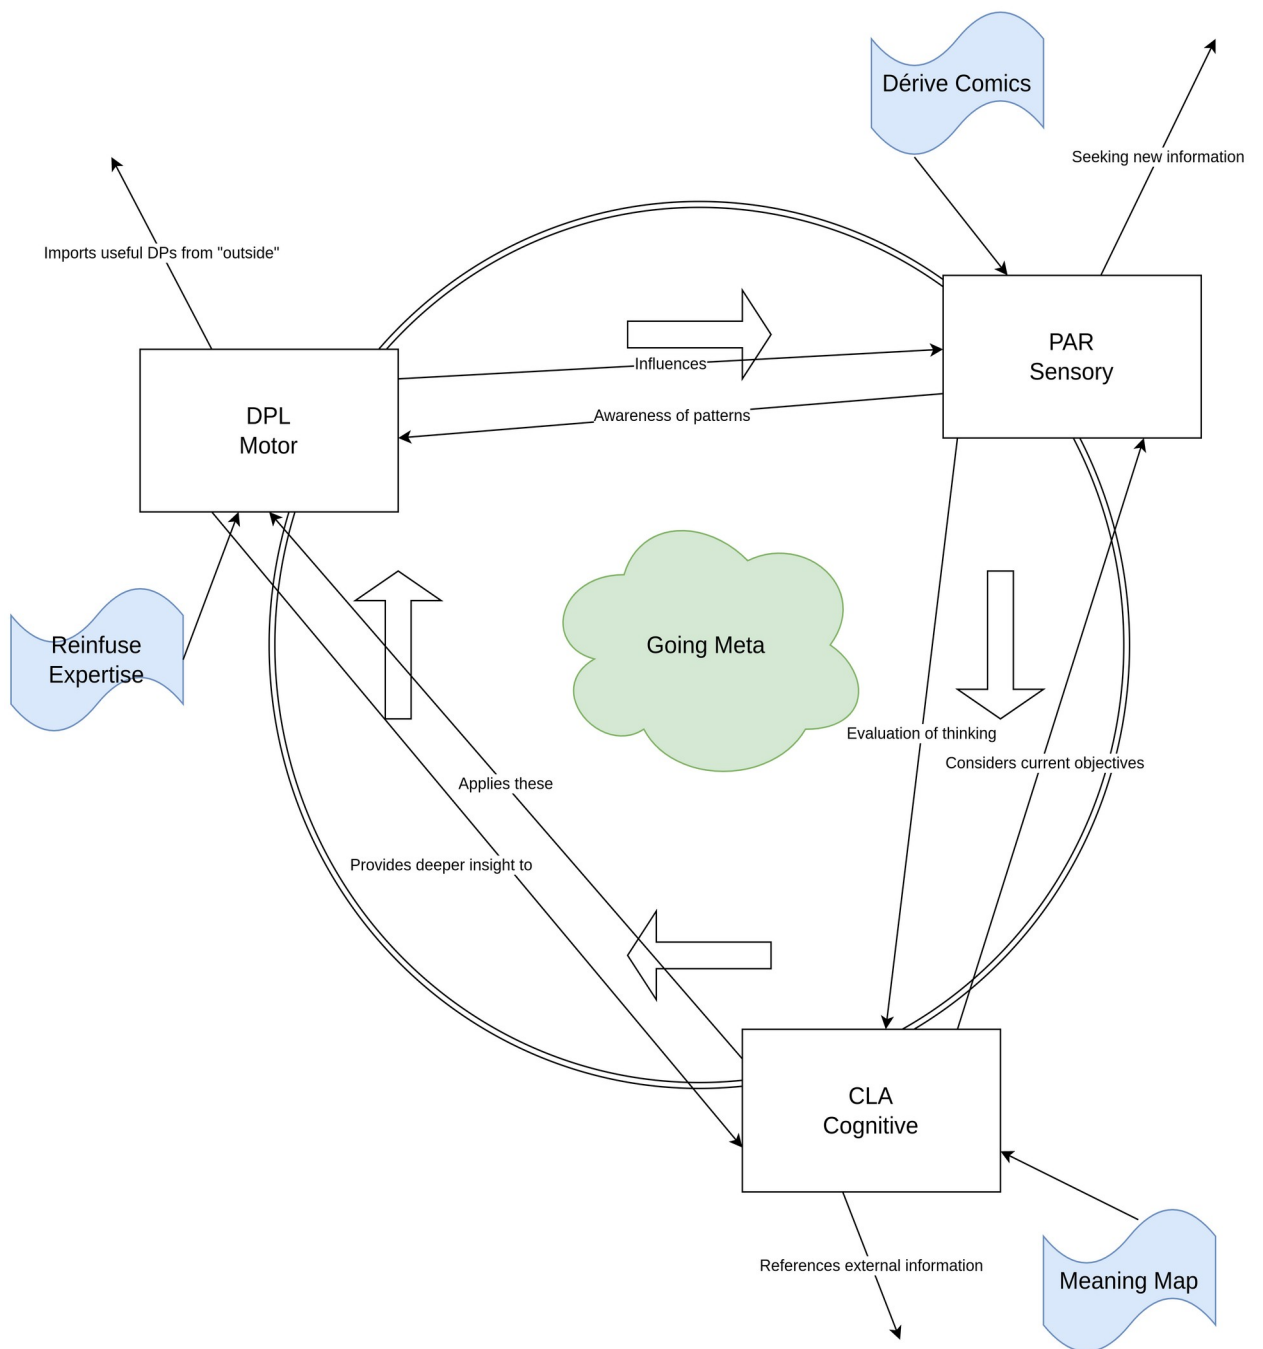 Dérive Comics
Seeking new information
Imports useful DPs from "outside"
PAR
Sensory
Influences
DPL
Motor
Awareness of patterns
Reinfuse
Expertise
Going Meta
Evaluation of thinking
Considers current objectives
Applies these
Provides deeper insight to
CLA
Cognitive
References external information
Meaning Map